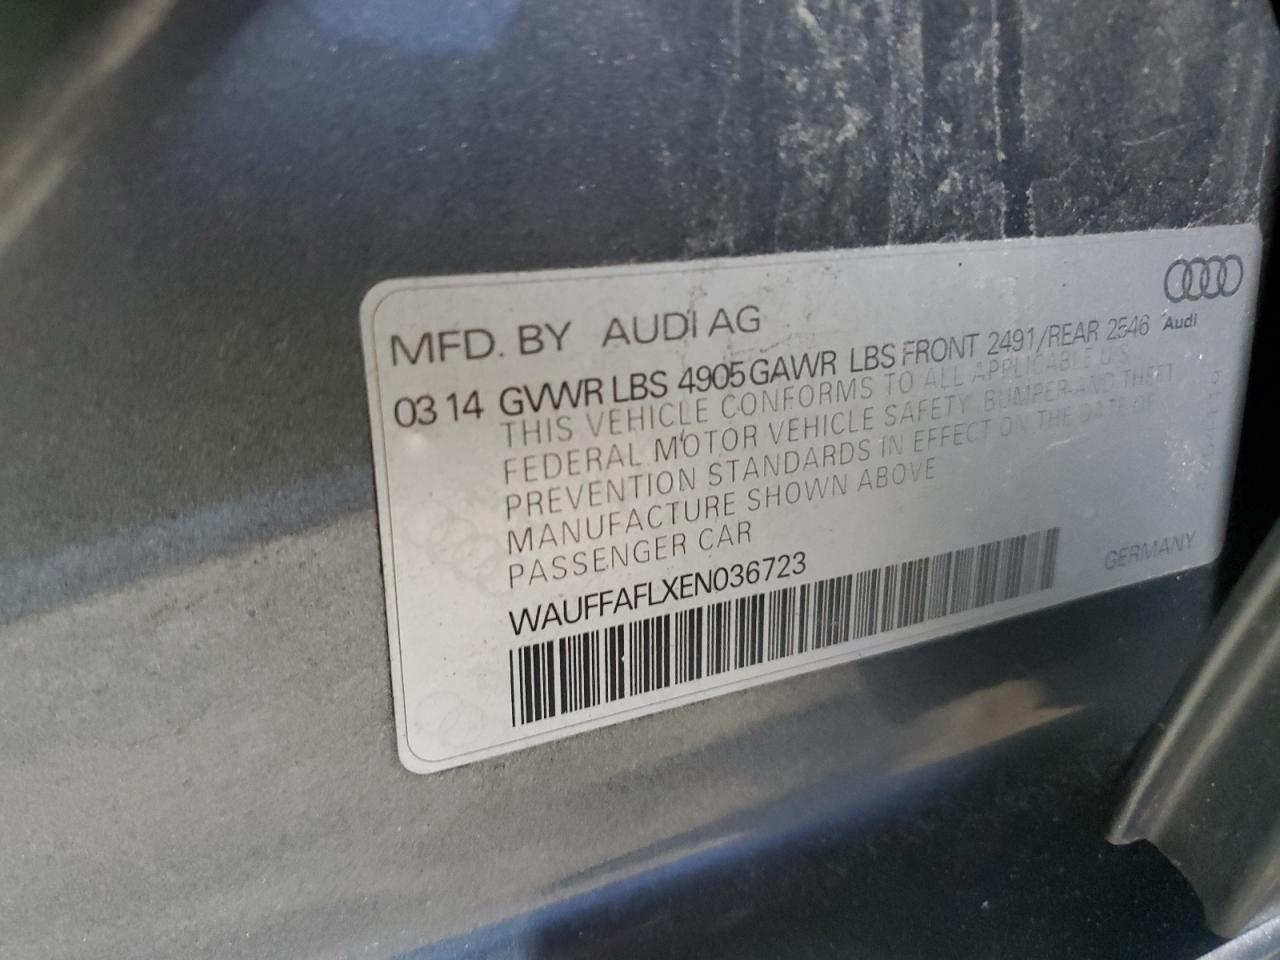 MFD. BY AUDI AG
Audi
03 14 GVWR LBS 4905 GAWR LBS FRONT 2491/REAR 2546
THIS VEHICLE CONFORMS TO ALL APPLICABLE U.S.
FEDERAL MOTOR VEHICLE SAFETY BUMPER AND THEFT
PREVENTION STANDARDS IN EFFECT ON THE DATE OF
MANUFACTURE SHOWN ABOVE
PASSENGER CAR
WAUFFAFLXEN036723
GERMANY